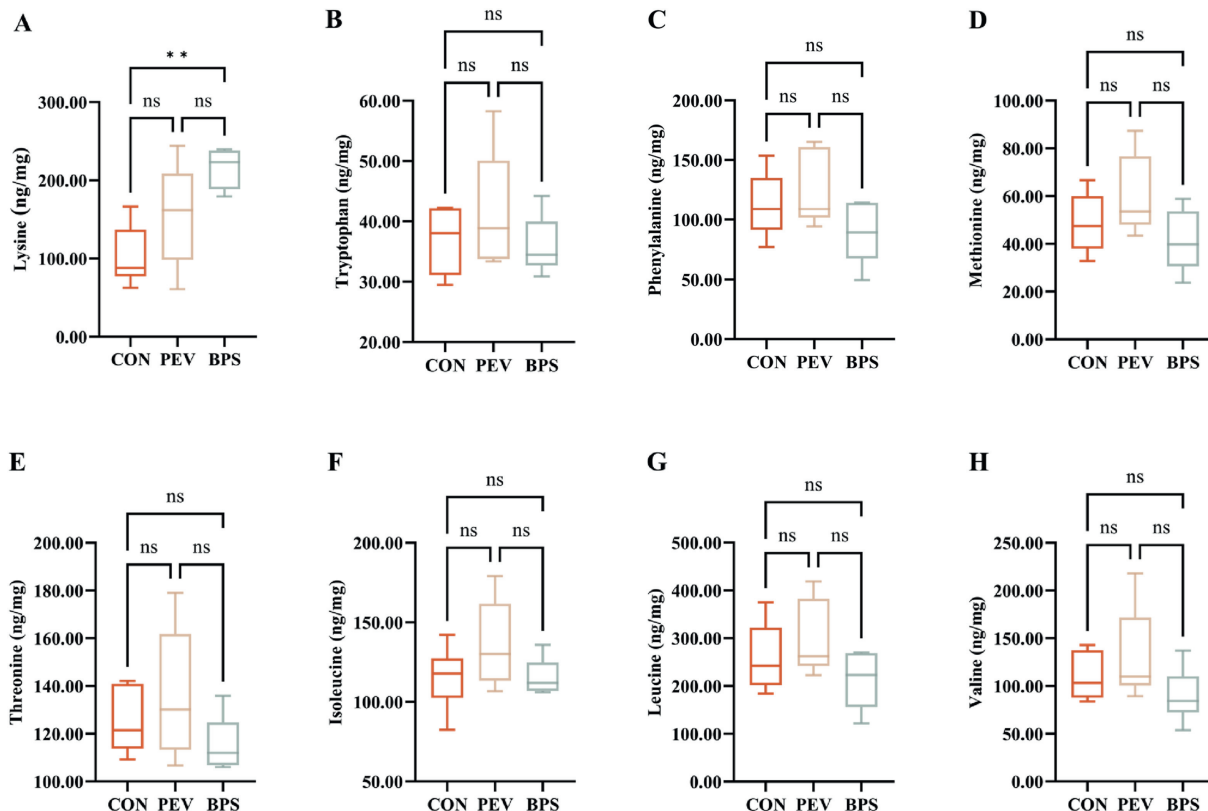 A
B
C
D
**
ns
ns
ns
ns
ns
ns
ns
ns
ns
ns
ns
Lysine (ng/mg)
300.00
200.00
100.00
0.00
CON PEV BPS
Tryptophan (ng/mg)
60.00
50.00
40.00
30.00
20.00
CON PEV BPS
Phenylalanine (ng/mg)
200.00
150.00
100.00
50.00
0.00
CON PEV BPS
Methionine (ng/mg)
100.00
80.00
60.00
40.00
20.00
0.00
CON PEV BPS
E
F
G
H
ns
ns
ns
ns
ns
ns
ns
ns
ns
ns
ns
ns
Threonine (ng/mg)
200.00
180.00
160.00
140.00
120.00
100.00
CON PEV BPS
Isoleucine (ng/mg)
200.00
150.00
100.00
50.00
CON PEV BPS
Leucine (ng/mg)
500.00
400.00
300.00
200.00
100.00
0.00
CON PEV BPS
Valine (ng/mg)
250.00
200.00
150.00
100.00
50.00
0.00
CON PEV BPS